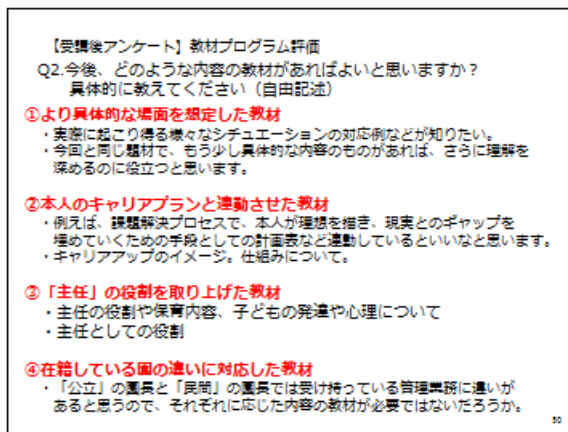 【受講後アンケート】教材プログラム評価
Q2.今後、どのような内容の教材があればよいと思いますか？
具体的に教えてください（自由記述）
①より具体的な場面を想定した教材
・実際に起こり得る様々なシチュエーションの対応例などが知りたい。
・今回と同じ題材で、もう少し具体的な内容のものがあれば、さらに理解を
深めるのに役立つと思います。
②本人のキャリアプランと連動させた教材
・例えば、課題解決プロセスで、本人が理想を描き、現実とのギャップを
埋めていくための手段としての計画表など連動しているといいなと思います。
・キャリアアップのイメージ。仕組みについて。
③「主任」の役割を取り上げた教材
・主任の役割や保育内容、子どもの発達や心理について
・主任としての役割
④在籍している園の違いに対応した教材
・「公立」の園長と「民間」の園長では受け持っている管理業務に違いが
あると思うので、それぞれに応じた内容の教材が必要ではないだろうか。